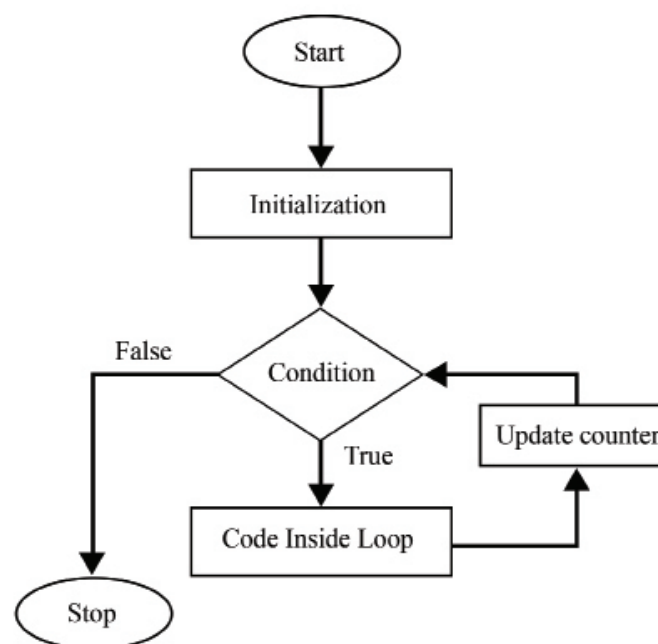 Start
Initialization
False
Condition
Update counter
True
Code Inside Loop
Stop